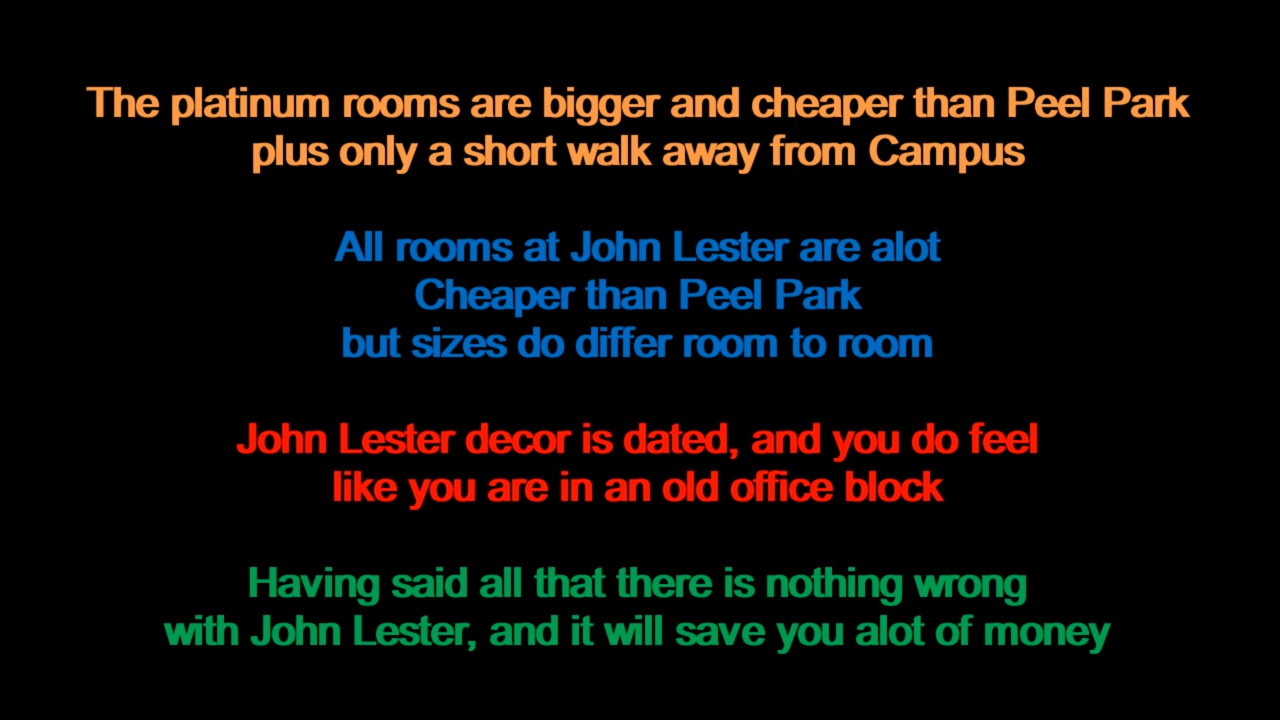 The platinum rooms are bigger and cheaper than Peel Park
plus only a short walk away from Campus
All rooms at John Lester are alot
Cheaper than Peel Park
but sizes do differ room to room
John Lester decor is dated, and you do feel
like you are in an old office block
Having said all that there is nothing wrong
with John Lester, and it will save you alot of money